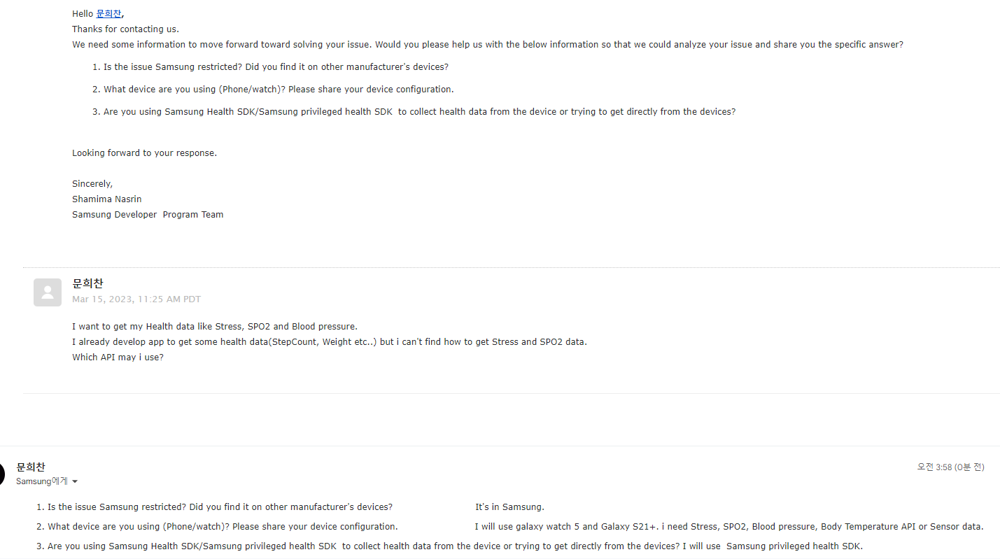 Hello 문희찬,
Thanks for contacting us.
We need some information to move forward toward solving your issue. Would you please help us with the below information so that we could analyze your issue and share you the specific answer?
1. Is the issue Samsung restricted? Did you find it on other manufacturer's devices?
2. What device are you using (Phone/watch)? Please share your device configuration.
3. Are you using Samsung Health SDK/Samsung privileged health SDK  to collect health data from the device or trying to get directly from the devices?
Looking forward to your response.
Sincerely,
Shamima Nasrin
Samsung Developer  Program Team
문희찬
Mar 15, 2023, 11:25 AM PDT
I want to get my Health data like Stress, SPO2 and Blood pressure.
I already develop app to get some health data(StepCount, Weight etc..) but i can't find how to get Stress and SPO2 data.
Which API may i use?
문희찬 오전 3:58 (0분 전)
Samsung에게
1. Is the issue Samsung restricted? Did you find it on other manufacturer's devices? It's in Samsung.
2. What device are you using (Phone/watch)? Please share your device configuration. I will use galaxy watch 5 and Galaxy S21+. i need Stress, SPO2, Blood pressure, Body Temperature API or Sensor data.
3. Are you using Samsung Health SDK/Samsung privileged health SDK  to collect health data from the device or trying to get directly from the devices? I will use  Samsung privileged health SDK.